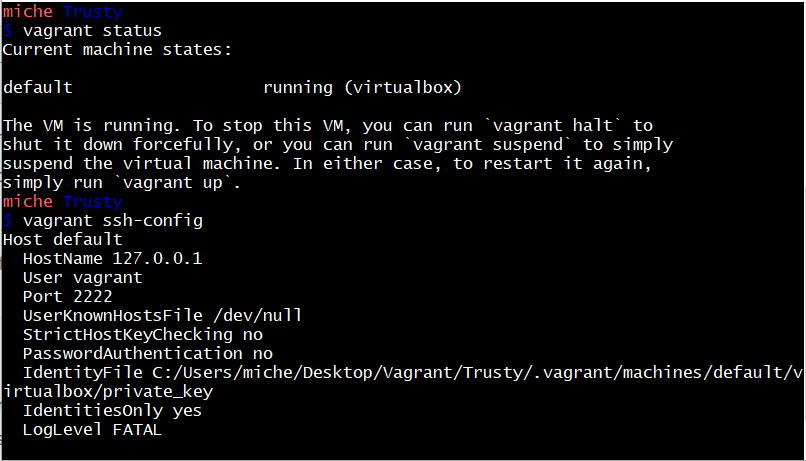 miche Trusty
$ vagrant status
Current machine states:
default                   running (virtualbox)
The VM is running. To stop this VM, you can run `vagrant halt` to
shut it down forcefully, or you can run `vagrant suspend` to simply
suspend the virtual machine. In either case, to restart it again,
simply run `vagrant up`.
miche Trusty
$ vagrant ssh-config
Host default
  HostName 127.0.0.1
  User vagrant
  Port 2222
  UserKnownHostsFile /dev/null
  StrictHostKeyChecking no
  PasswordAuthentication no
  IdentityFile C:/Users/miche/Desktop/Vagrant/Trusty/.vagrant/machines/default/v
irtualbox/private_key
  IdentitiesOnly yes
  LogLevel FATAL